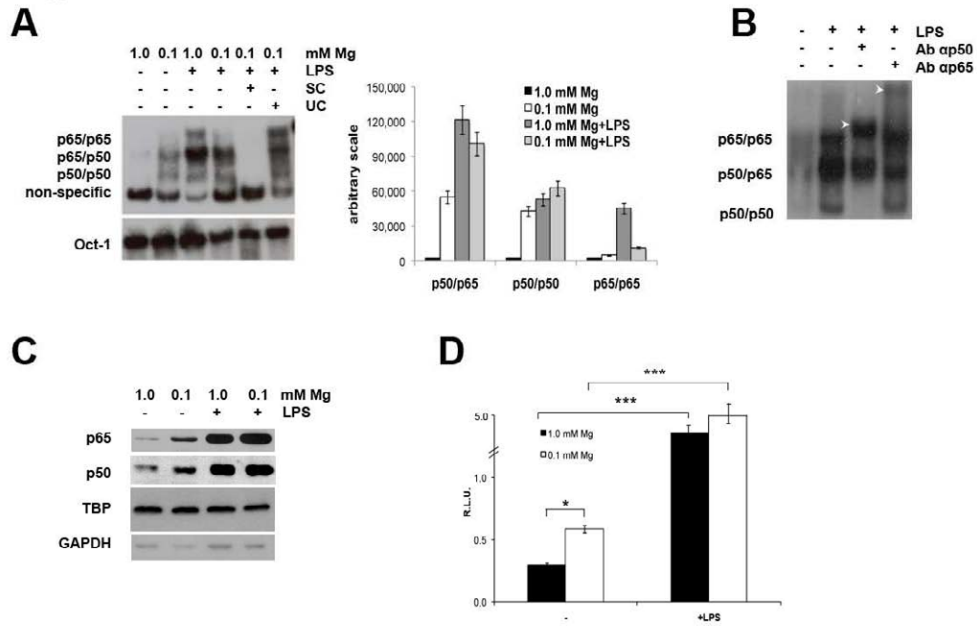 A
1.0 0.1 1.0 0.1 0.1 0.1 mM Mg
- - + + + + LPS
- - - - + - SC
- - - - - + UC
p65/p65
p65/p50
p50/p50
non-specific
Oct-1
150,000
120,000
90,000
60,000
30,000
0
arbitrary scale
1.0 mM Mg
0.1 mM Mg
1.0 mM Mg+LPS
0.1 mM Mg+LPS
p50/p65 p50/p50 p65/p65
B
- + + + LPS
- - + - Ab αp50
- - - + Ab αp65
p65/p65
p50/p65
p50/p50
C
1.0 0.1 1.0 0.1 mM Mg
- - + + LPS
p65
p50
TBP
GAPDH
D
***
***
5.0
1.0 mM Mg
0.1 mM Mg
1.0
*
0.5
0.0
R.L.U.
- +LPS